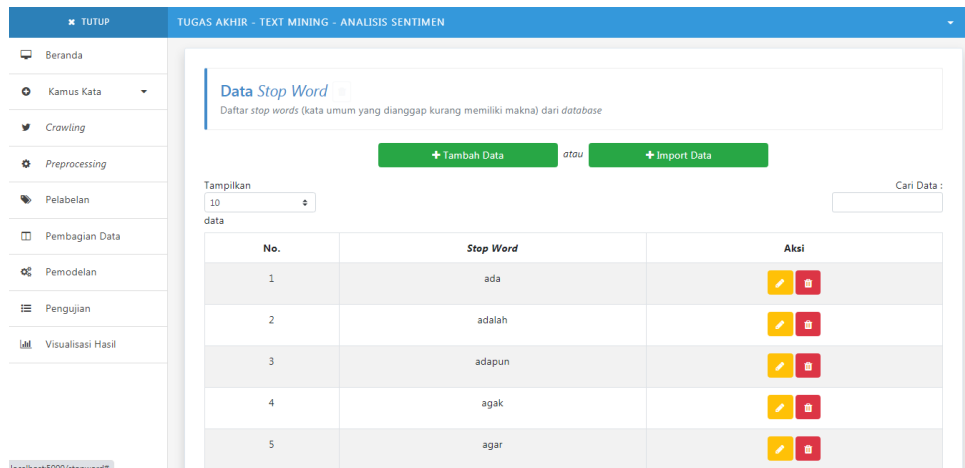 ✖ TUTUP
TUGAS AKHIR - TEXT MINING - ANALISIS SENTIMEN
Beranda
Kamus Kata
Crawling
Preprocessing
Pelabelan
Pembagian Data
Pemodelan
Pengujian
Visualisasi Hasil
Data Stop Word
Daftar stop words (kata umum yang dianggap kurang memiliki makna) dari database
+ Tambah Data atau + Import Data
Tampilkan
10
data
Cari Data :
No. Stop Word Aksi
1 ada
2 adalah
3 adapun
4 agak
5 agar